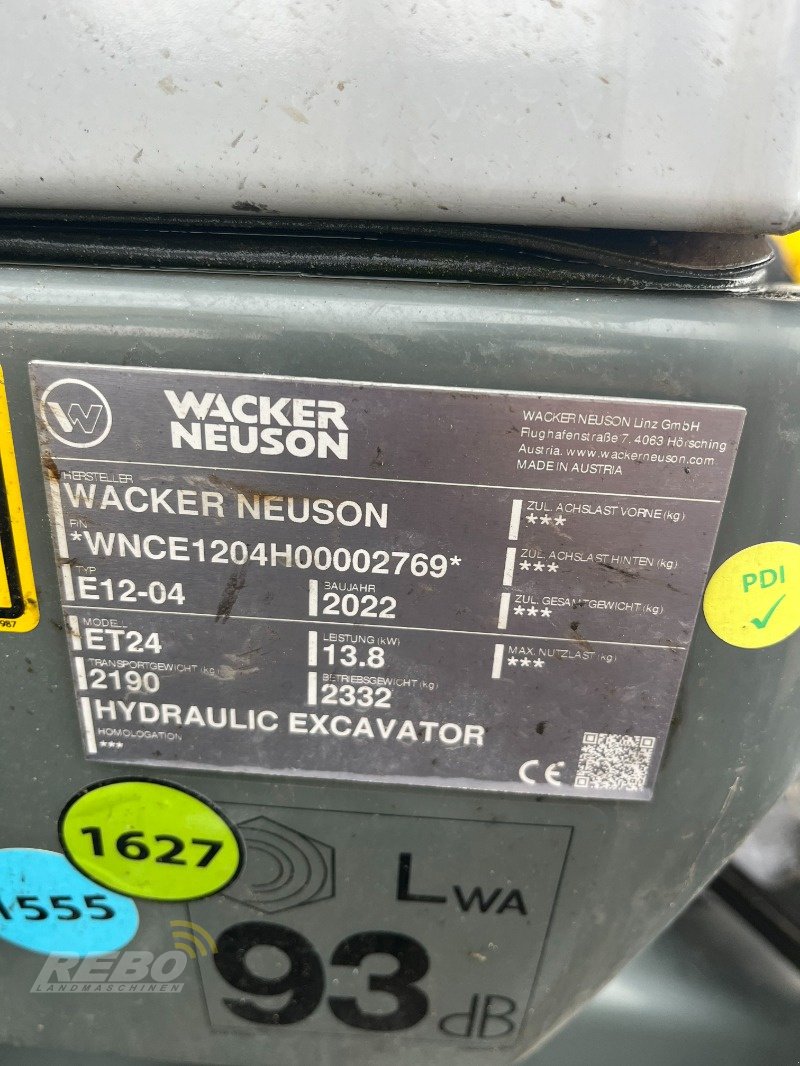 WACKER
NEUSON
WACKER NEUSON Linz GmbH
Flughafenstraße 7, 4063 Hörsching
Austria. www.wackerneuson.com
MADE IN AUSTRIA
HERSTELLER
WACKER NEUSON
PIN
*WNCE1204H00002769*
TYP
E12-04
BAUJAHR
2022
MODELL
ET24
LEISTUNG (kW)
13.8
TRANSPORTGEWICHT (kg)
2190
BETRIEBSGEWICHT (kg)
2332
HYDRAULIC EXCAVATOR
HOMOLOGATION
***
ZUL. ACHSLAST VORNE (kg)
***
ZUL. ACHSLAST HINTEN (kg)
***
ZUL. GESAMTGEWICHT (kg)
***
MAX. NUTZLAST (kg)
***
CE
PDI
987
1627
1555
LWA
93 dB
REBO
LANDMASCHINEN